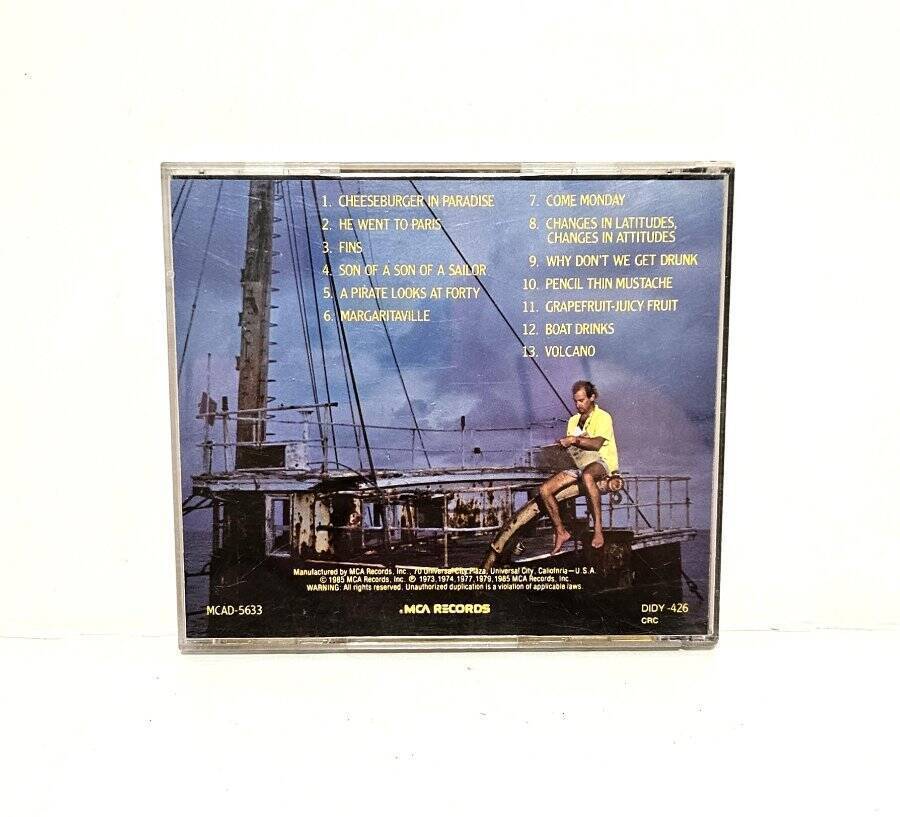 1. CHEESEBURGER IN PARADISE
2. HE WENT TO PARIS
3. FINS
4. SON OF A SON OF A SAILOR
5. A PIRATE LOOKS AT FORTY
6. MARGARITAVILLE
7. COME MONDAY
8. CHANGES IN LATITUDES,
CHANGES IN ATTITUDES
9. WHY DON'T WE GET DRUNK
10. PENCIL THIN MUSTACHE
11. GRAPEFRUIT-JUICY FRUIT
12. BOAT DRINKS
13. VOLCANO
Manufactured by MCA Records, Inc., 70 Universal City Plaza, Universal City, Caliofnria—U.S.A.
© 1985 MCA Records, Inc. ℗ 1973,1974,1977,1979,1985 MCA Records, Inc.
WARNING: All rights reserved. Unauthorized duplication is a violation of applicable laws.
MCAD-5633
MCA RECORDS
DIDY-426
CRC